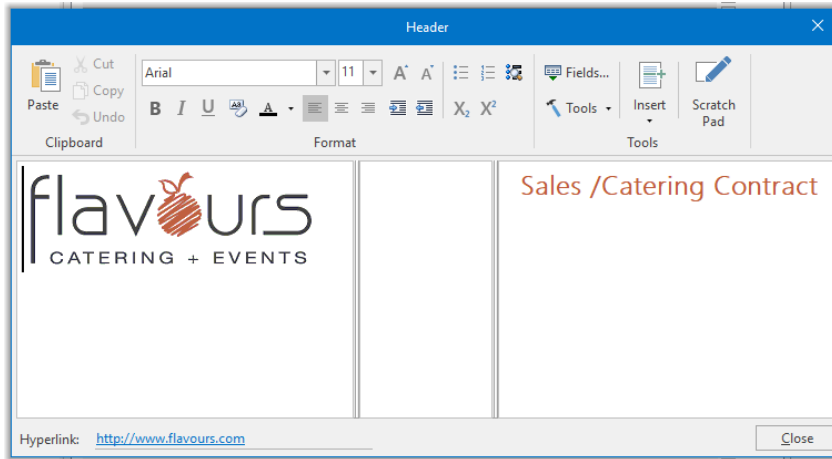 Header
Paste
Cut
Copy
Undo
Clipboard
Arial
11
A A
B I U A X₂ X²
Format
Fields...
Tools
Insert
Scratch
Pad
Tools
flavours
CATERING + EVENTS
Sales /Catering Contract
Hyperlink: http://www.flavours.com
Close